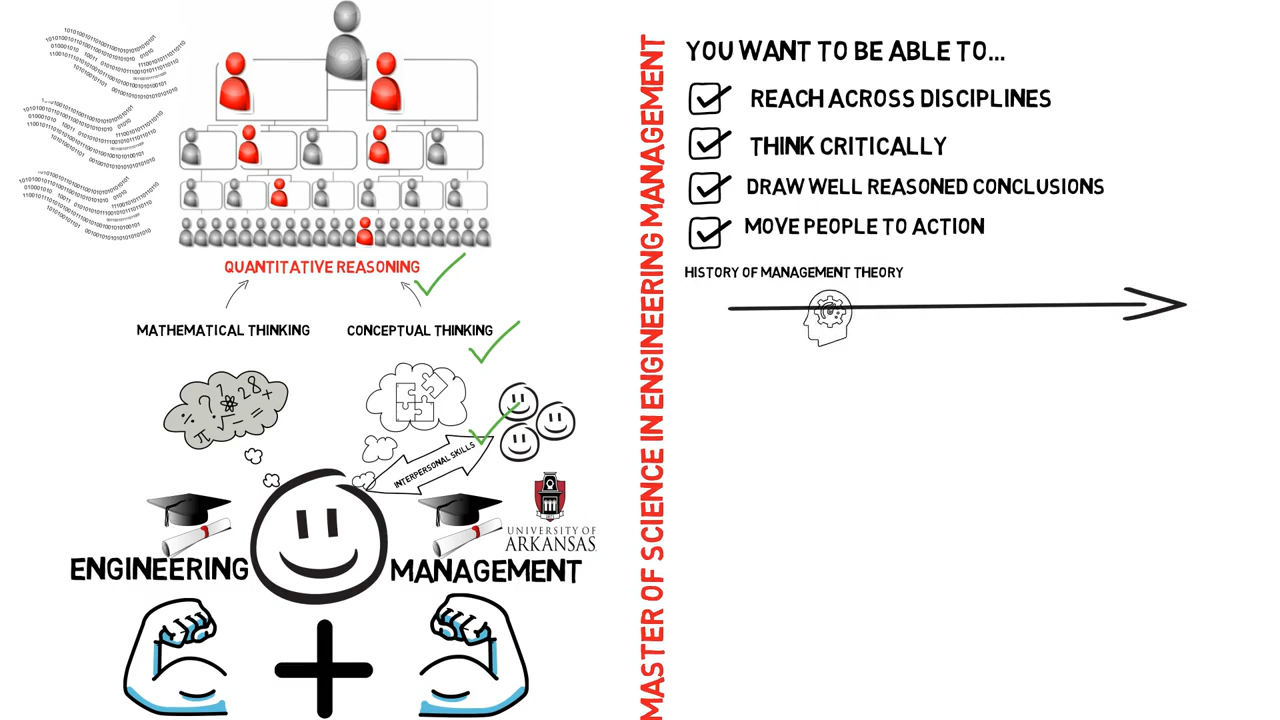 QUANTITATIVE REASONING
MATHEMATICAL THINKING
CONCEPTUAL THINKING
INTERPERSONAL SKILLS
UNIVERSITY OF
ARKANSAS
ENGINEERING
MANAGEMENT
MASTER OF SCIENCE IN ENGINEERING MANAGEMENT
YOU WANT TO BE ABLE TO...
REACH ACROSS DISCIPLINES
THINK CRITICALLY
DRAW WELL REASONED CONCLUSIONS
MOVE PEOPLE TO ACTION
HISTORY OF MANAGEMENT THEORY